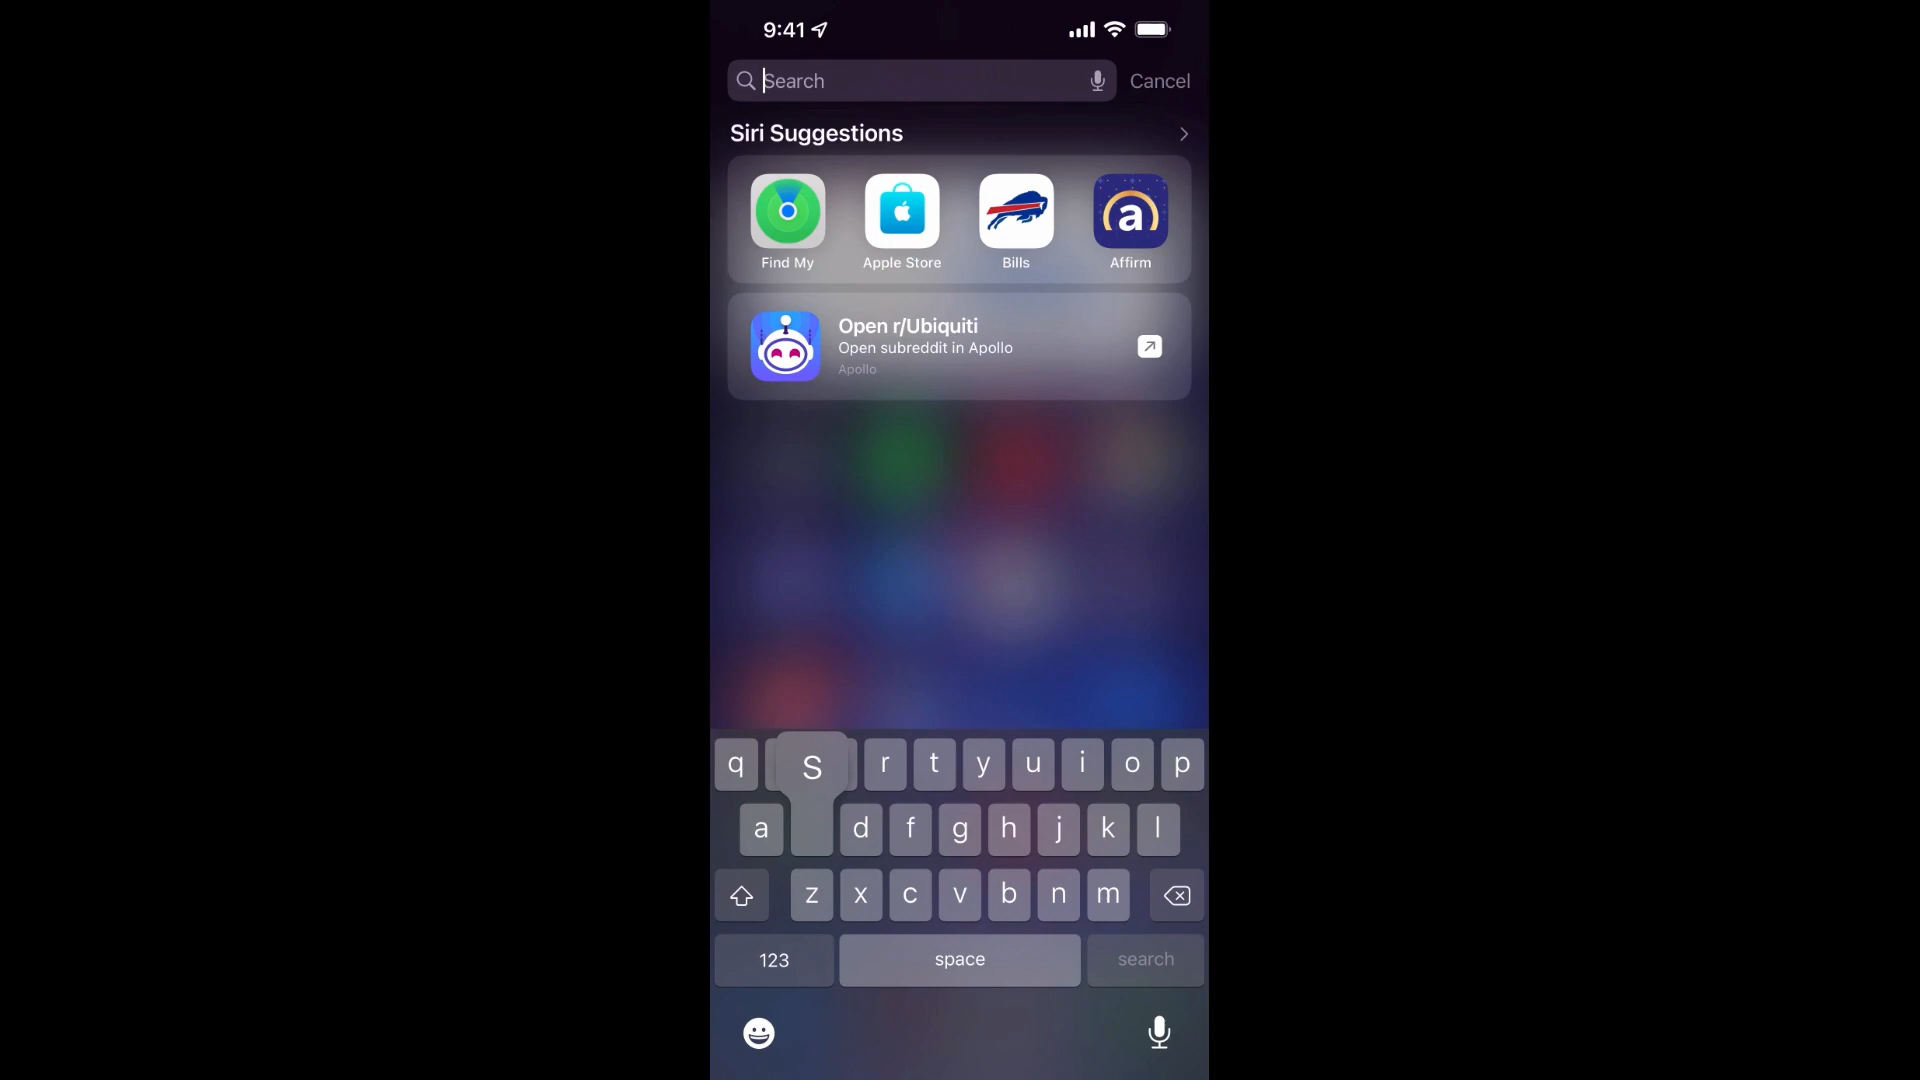 9:41
Search
Cancel
Siri Suggestions
a
Find My
Apple Store
Bills
Affirm
Open r/Ubiquiti
Open subreddit in Apollo
Apollo
q S r t y u i o p
a d f g h j k l
z x c v b n m
123 space search